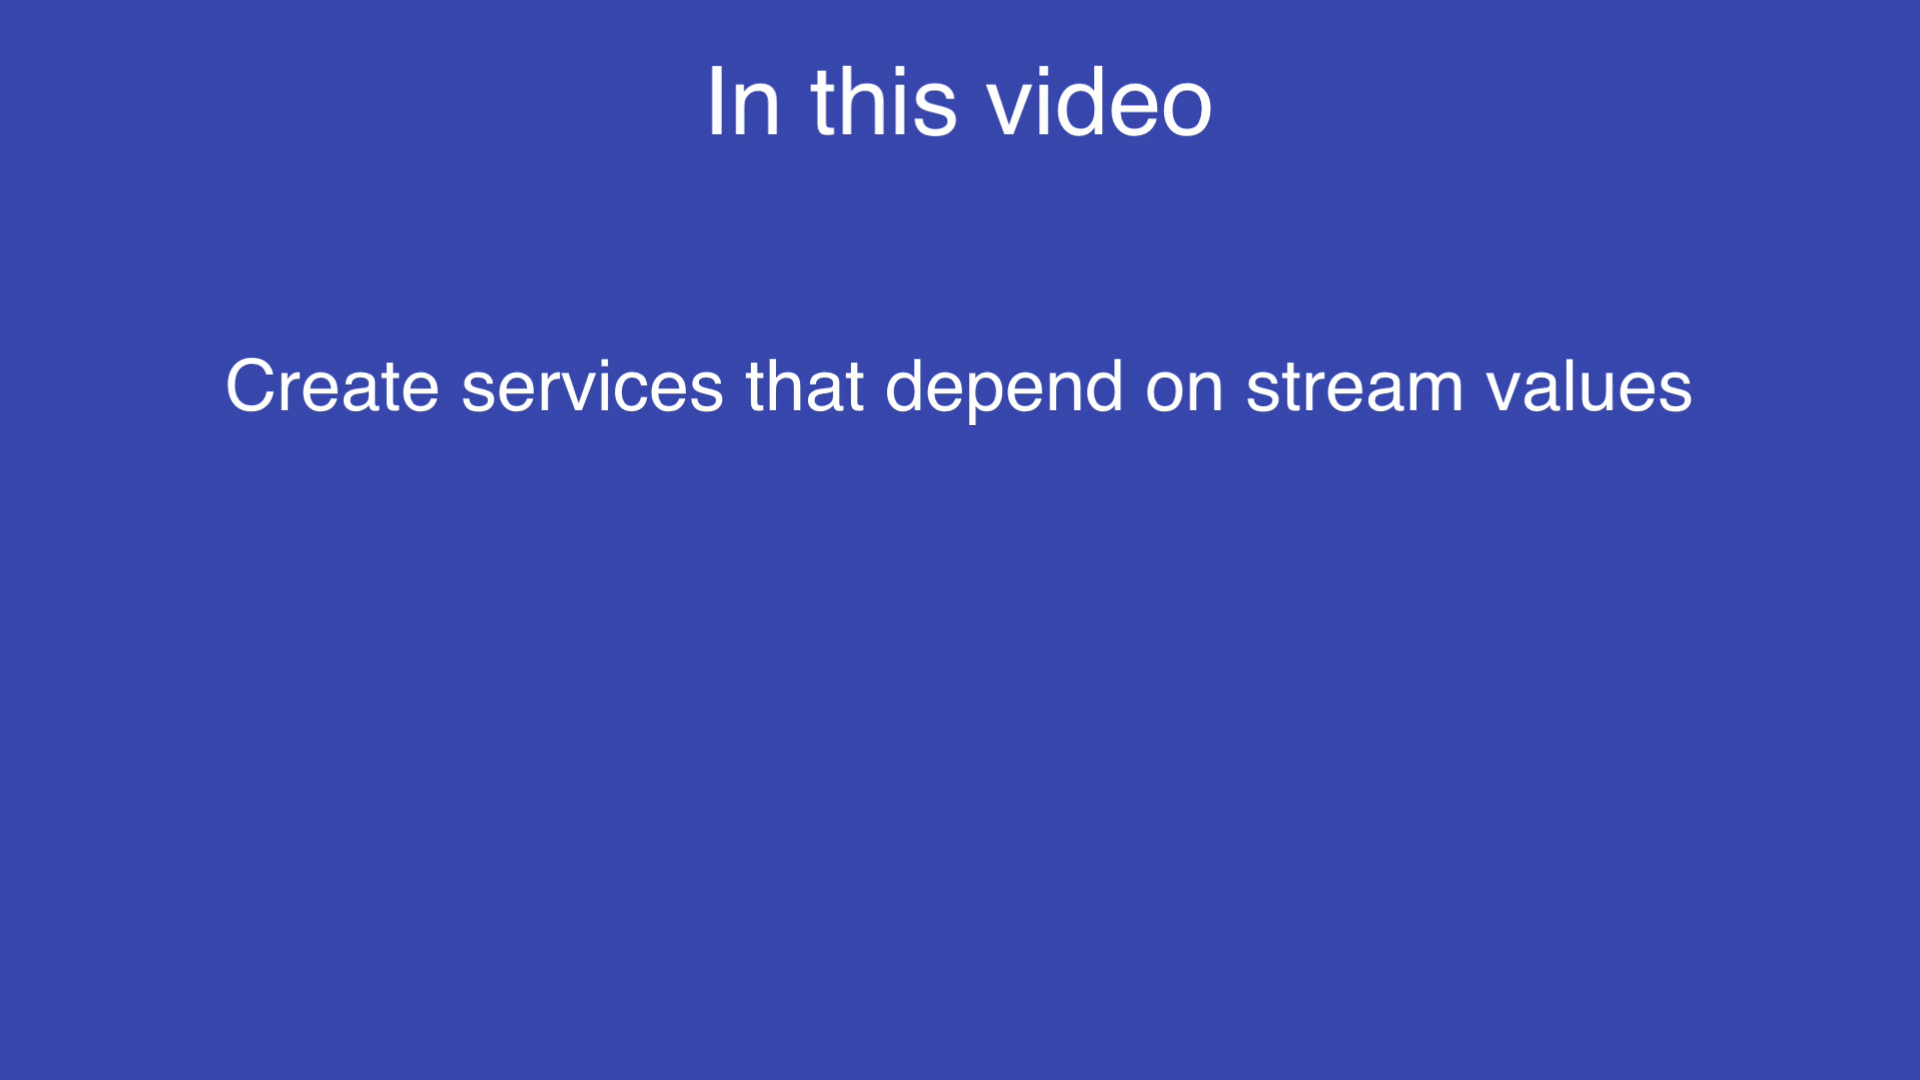 In this video
Create services that depend on stream values